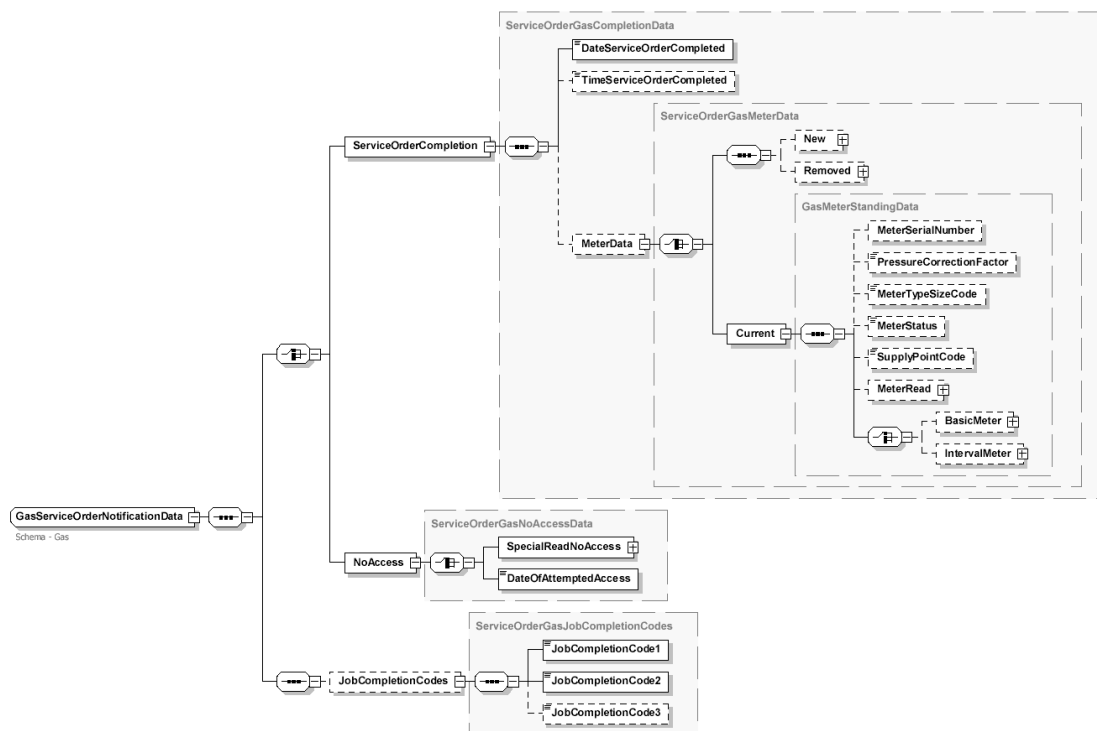 ServiceOrderGasCompletionData
DateServiceOrderCompleted
TimeServiceOrderCompleted
ServiceOrderGasMeterData
ServiceOrderCompletion
New
Removed
GasMeterStandingData
MeterData
MeterSerialNumber
PressureCorrectionFactor
MeterTypeSizeCode
Current
MeterStatus
SupplyPointCode
MeterRead
BasicMeter
IntervalMeter
GasServiceOrderNotificationData
Schema - Gas
ServiceOrderGasNoAccessData
NoAccess
SpecialReadNoAccess
DateOfAttemptedAccess
ServiceOrderGasJobCompletionCodes
JobCompletionCodes
JobCompletionCode1
JobCompletionCode2
JobCompletionCode3